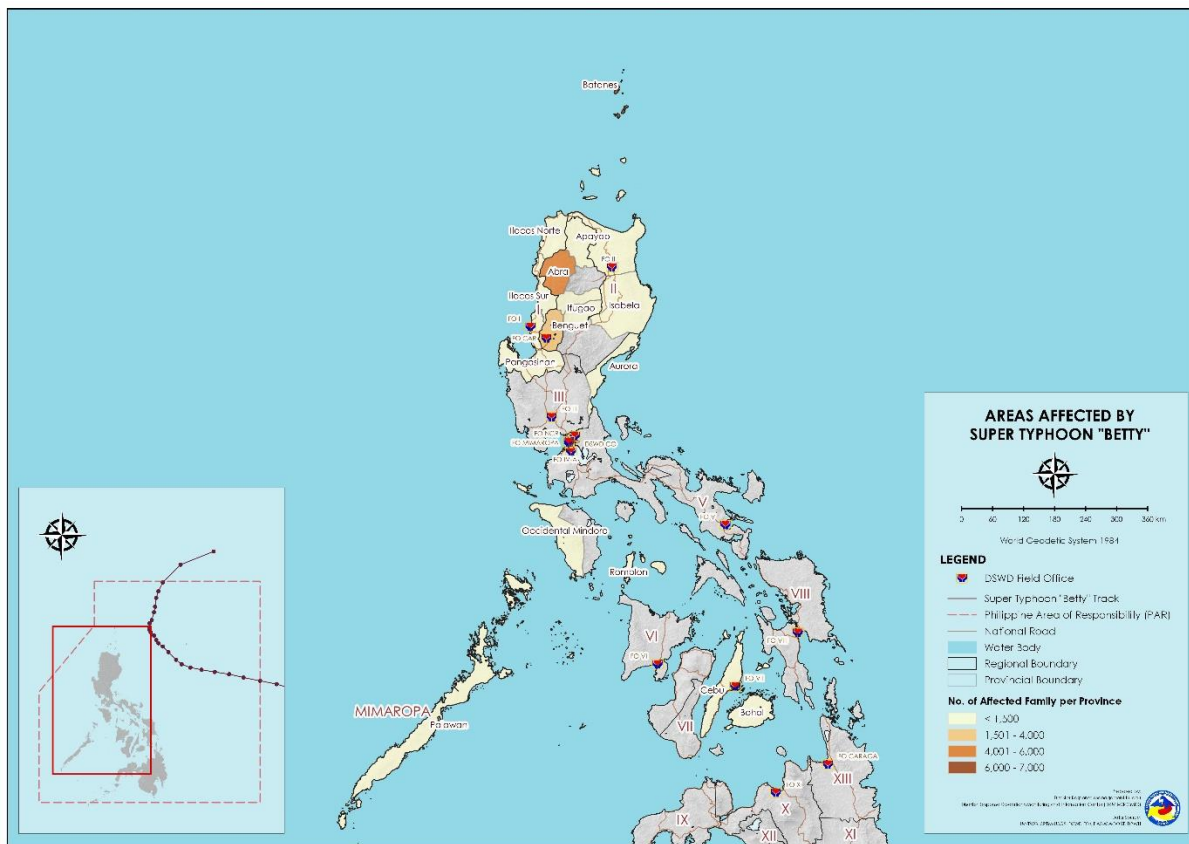 Batanes
Ilocos Norte
Apayao
FO II
Abra
II
Ilocos Sur
I
Ifugao
Isabela
FO I
Benguet
FO CAR
Pangasinan
Aurora
III
FO III
FO NCR
FO MIMAROPA
DSWD CO
FO IV-A
V
FO V
Occidental Mindoro
Romblon
VIII
VI
FO VI
Cebu
Bohol
MIMAROPA
Palawan
VII
FO CARAGA
XIII
FO X
X
IX
XII
XI
AREAS AFFECTED BY
SUPER TYPHOON "BETTY"
0 60 120 180 240 300 360 km
World Geodetic System 1984
LEGEND
DSWD Field Office
Super Typhoon "Betty" Track
Philippine Area of Responsibility (PAR)
National Road
Water Body
Regional Boundary
Provincial Boundary
No. of Affected Family per Province
< 1,500
1,501 - 4,000
4,001 - 6,000
6,000 - 7,000